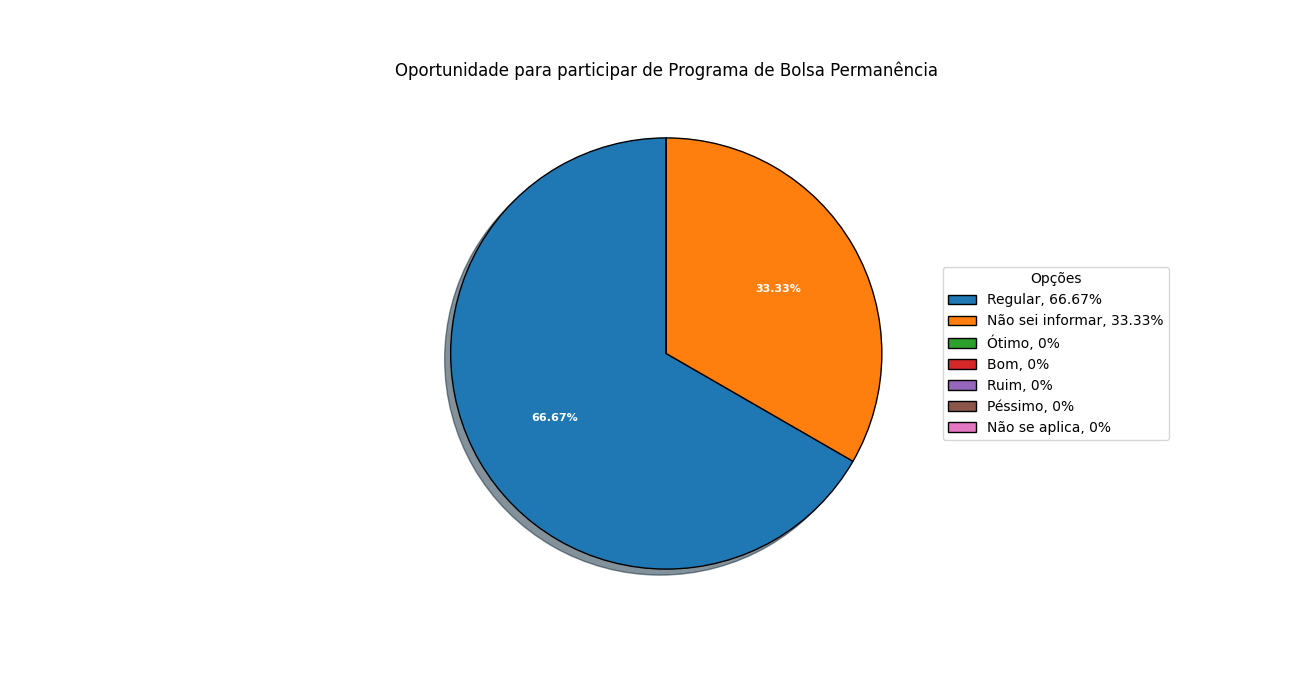 Oportunidade para participar de Programa de Bolsa Permanência
33.33%
66.67%
Opções
Regular, 66.67%
Não sei informar, 33.33%
Ótimo, 0%
Bom, 0%
Ruim, 0%
Péssimo, 0%
Não se aplica, 0%